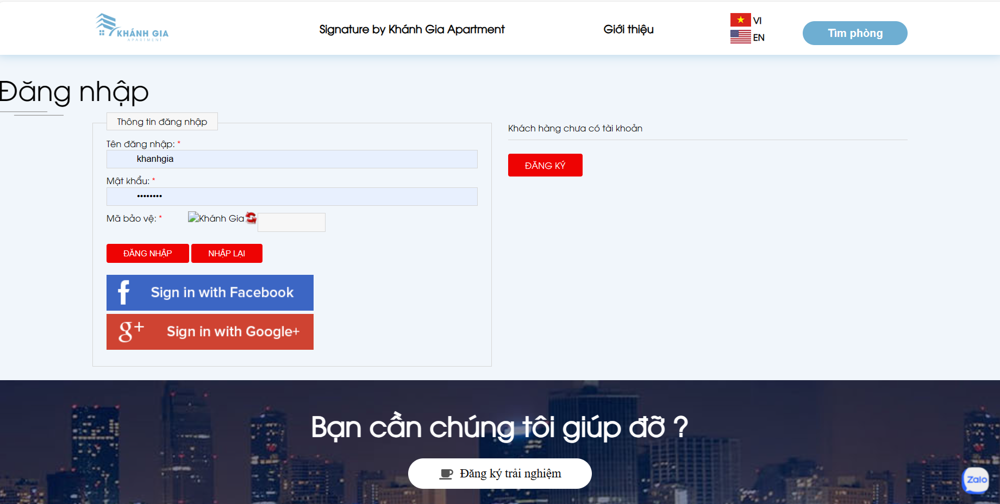 KHÁNH GIA
APARTMENT
Signature by Khánh Gia Apartment
Giới thiệu
VI
EN
Tìm phòng
Đăng nhập
Thông tin đăng nhập
Tên đăng nhập: *
khanhgia
Mật khẩu: *
••••••••
Mã bảo vệ: *
Khánh Gia
ĐĂNG NHẬP
NHẬP LẠI
f Sign in with Facebook
g+ Sign in with Google+
Khách hàng chưa có tài khoản
ĐĂNG KÝ
Bạn cần chúng tôi giúp đỡ ?
Đăng ký trải nghiệm
Zalo